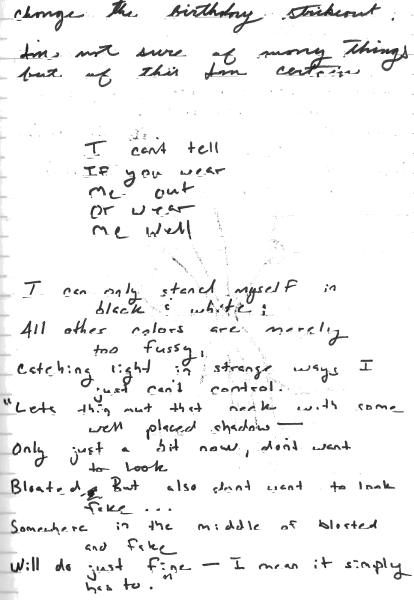 change the birthday strikeout.
I'm not sure of many things
but of this I'm certain
I can't tell
IF you wear
me out
or wear
me well
I can only stand myself in
black & white;
All other colors are merely
too fussy,
catching light in strange ways I
just can't control.
"Lets thin out that neck with some
well placed shadow —
Only just a bit now, don't want
to look
Bloated. But also dont want to look
fake ...
Somewhere in the middle of bloated
and fake
Will do just fine — I mean it simply
has to."